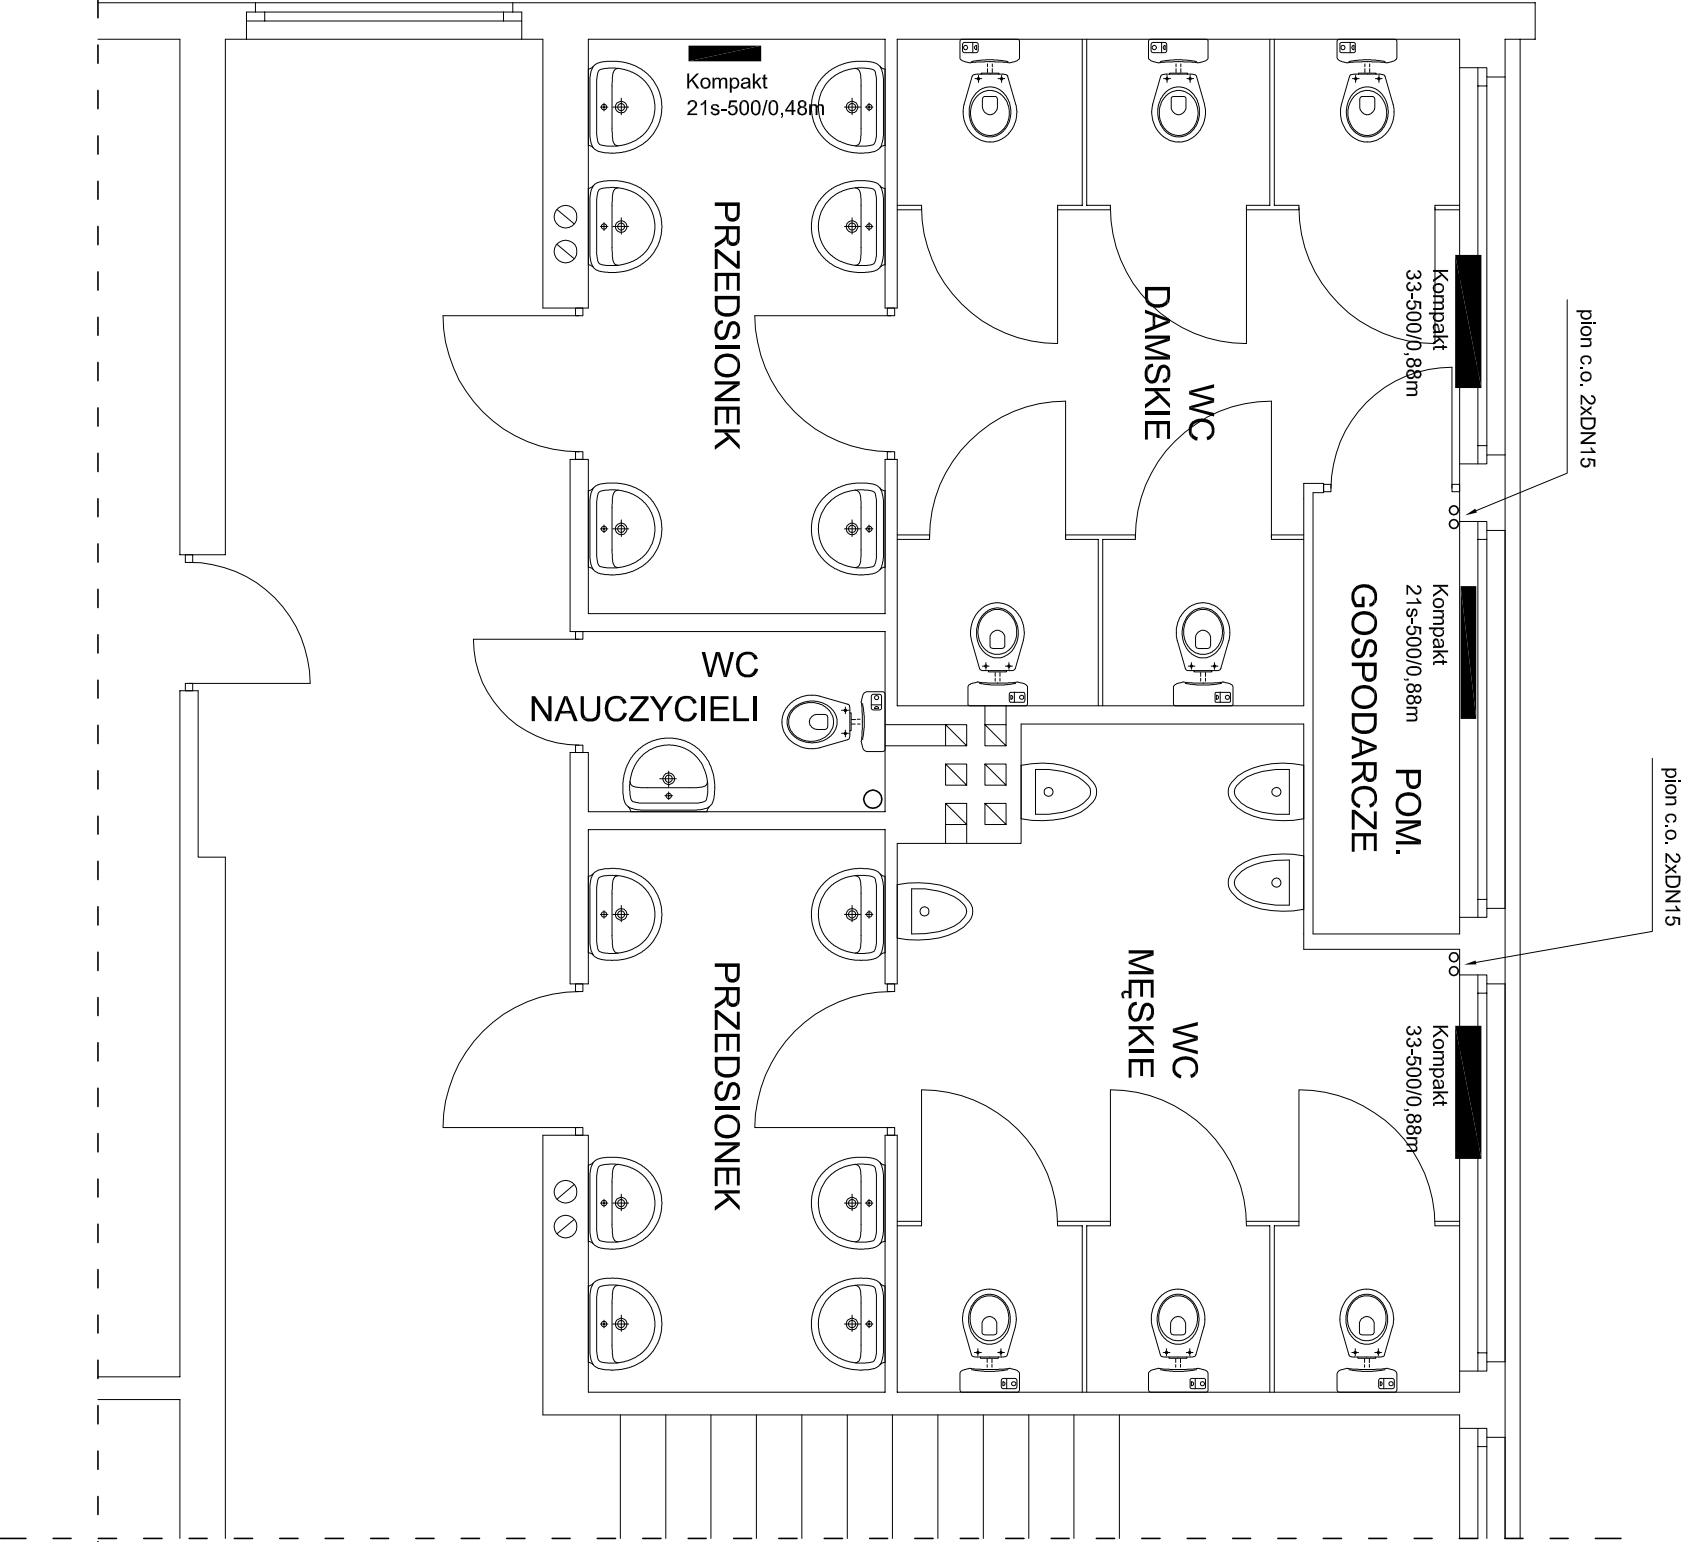 Kompakt
21s-500/0,48m
PRZEDSIONEK
WC
DAMSKIE
Kompakt
33-500/0,88m
pion c.o. 2xDN15
Kompakt
21s-500/0,88m
POM.
GOSPODARCZE
WC
NAUCZYCIELI
pion c.o. 2xDN15
PRZEDSIONEK
WC
MĘSKIE
Kompakt
33-500/0,88m